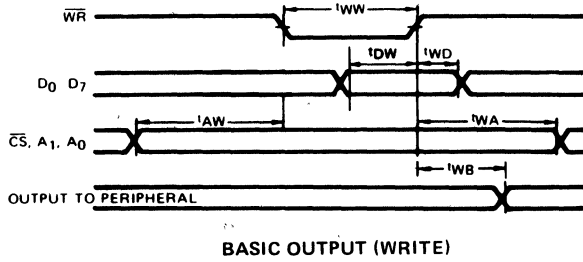 WR
tWW
tDW
tWD
D0 D7
tAW
tWA
CS, A1, A0
tWB
OUTPUT TO PERIPHERAL
BASIC OUTPUT (WRITE)